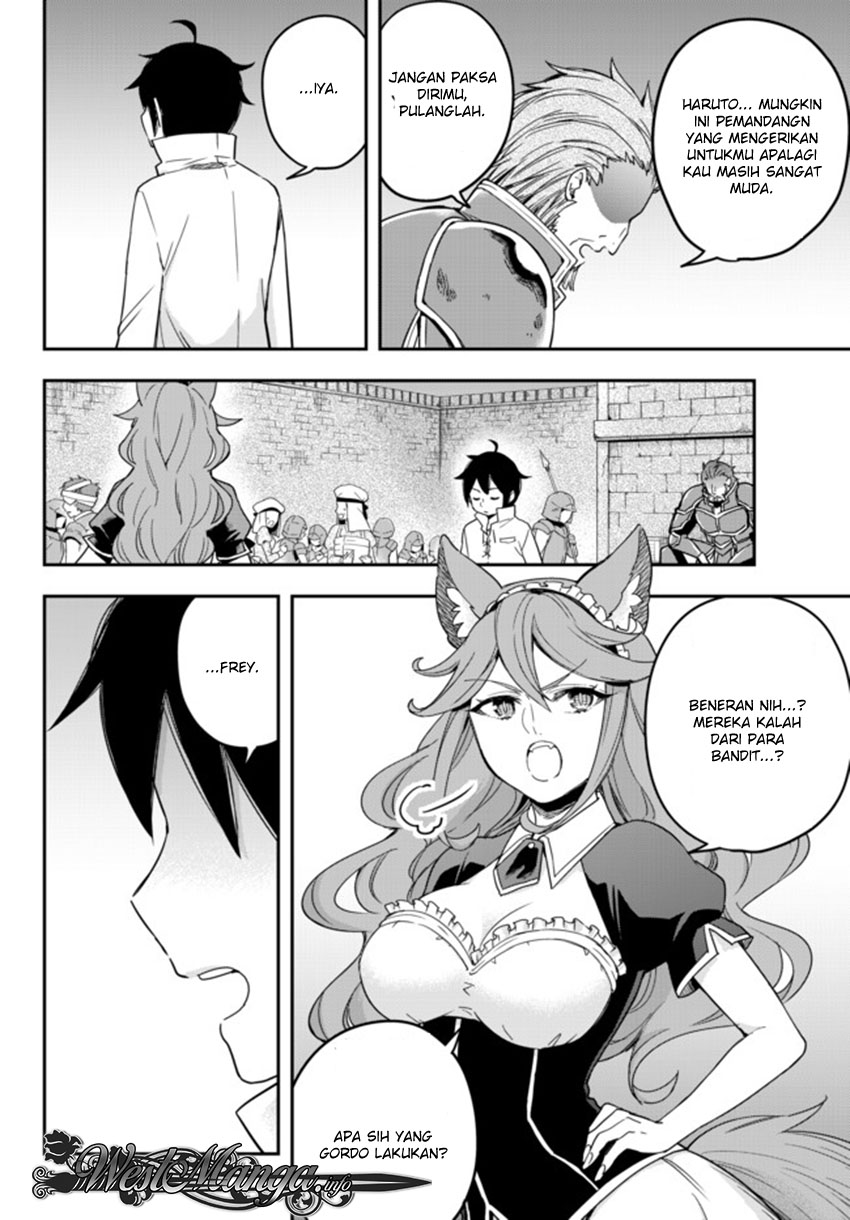 HARUTO... MUNGKIN
INI PEMANDANGN
YANG MENGERIKAN
UNTUKMU APALAGI
KAU MASIH SANGAT
MUDA.
JANGAN PAKSA
DIRIMU,
PULANGLAH.
...IYA.
BENERAN NIH...?
MEREKA KALAH
DARI PARA
BANDIT...?
APA SIH YANG
GORDO LAKUKAN?
...FREY.
WestManga.info